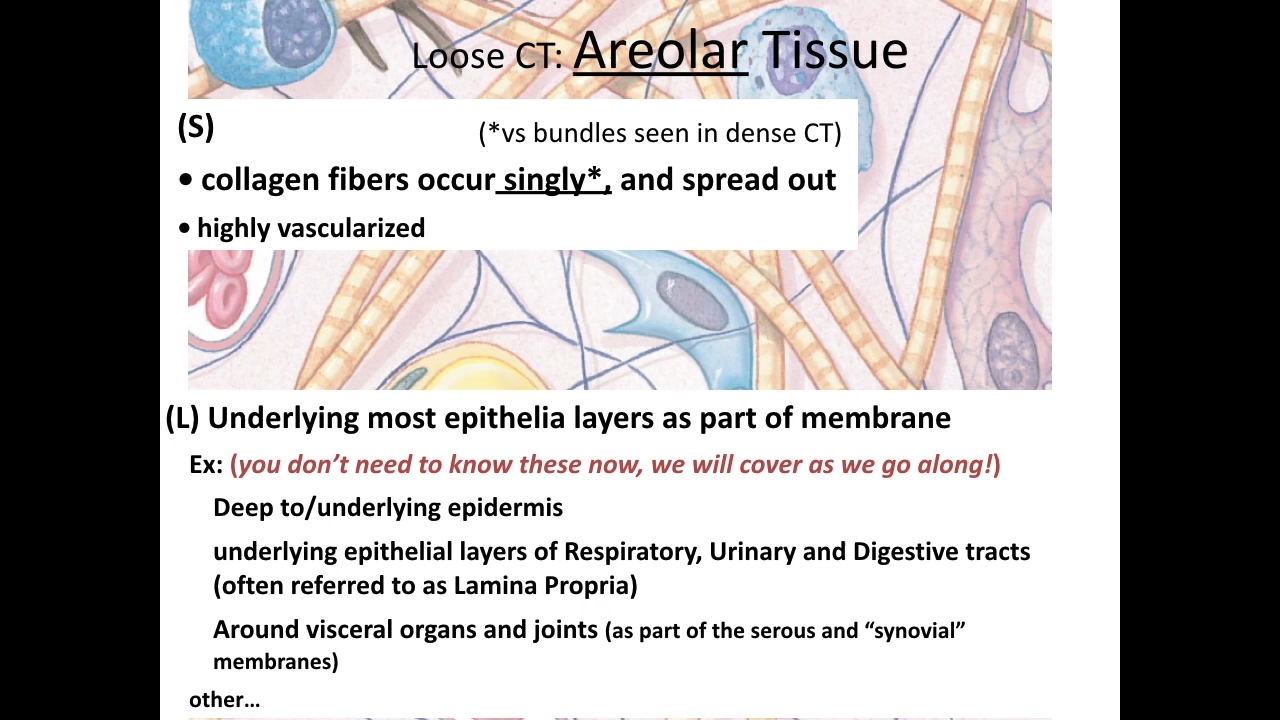 Loose CT: Areolar Tissue
(S) (*vs bundles seen in dense CT)
• collagen fibers occur singly*, and spread out
• highly vascularized
(L) Underlying most epithelia layers as part of membrane
Ex: (you don’t need to know these now, we will cover as we go along!)
Deep to/underlying epidermis
underlying epithelial layers of Respiratory, Urinary and Digestive tracts
(often referred to as Lamina Propria)
Around visceral organs and joints (as part of the serous and “synovial”
membranes)
other…